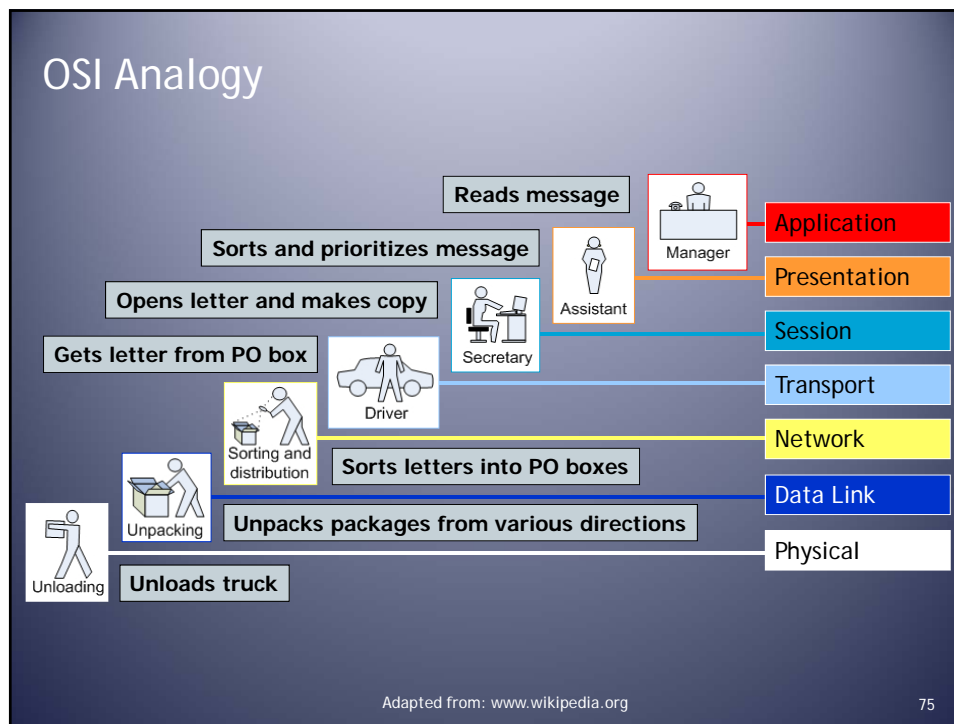 OSI Analogy
Reads message
Manager
Application
Sorts and prioritizes message
Assistant
Presentation
Opens letter and makes copy
Secretary
Session
Gets letter from PO box
Driver
Transport
Sorting and
distribution
Network
Sorts letters into PO boxes
Unpacking
Data Link
Unpacks packages from various directions
Unloading
Physical
Unloads truck
Adapted from: www.wikipedia.org
75